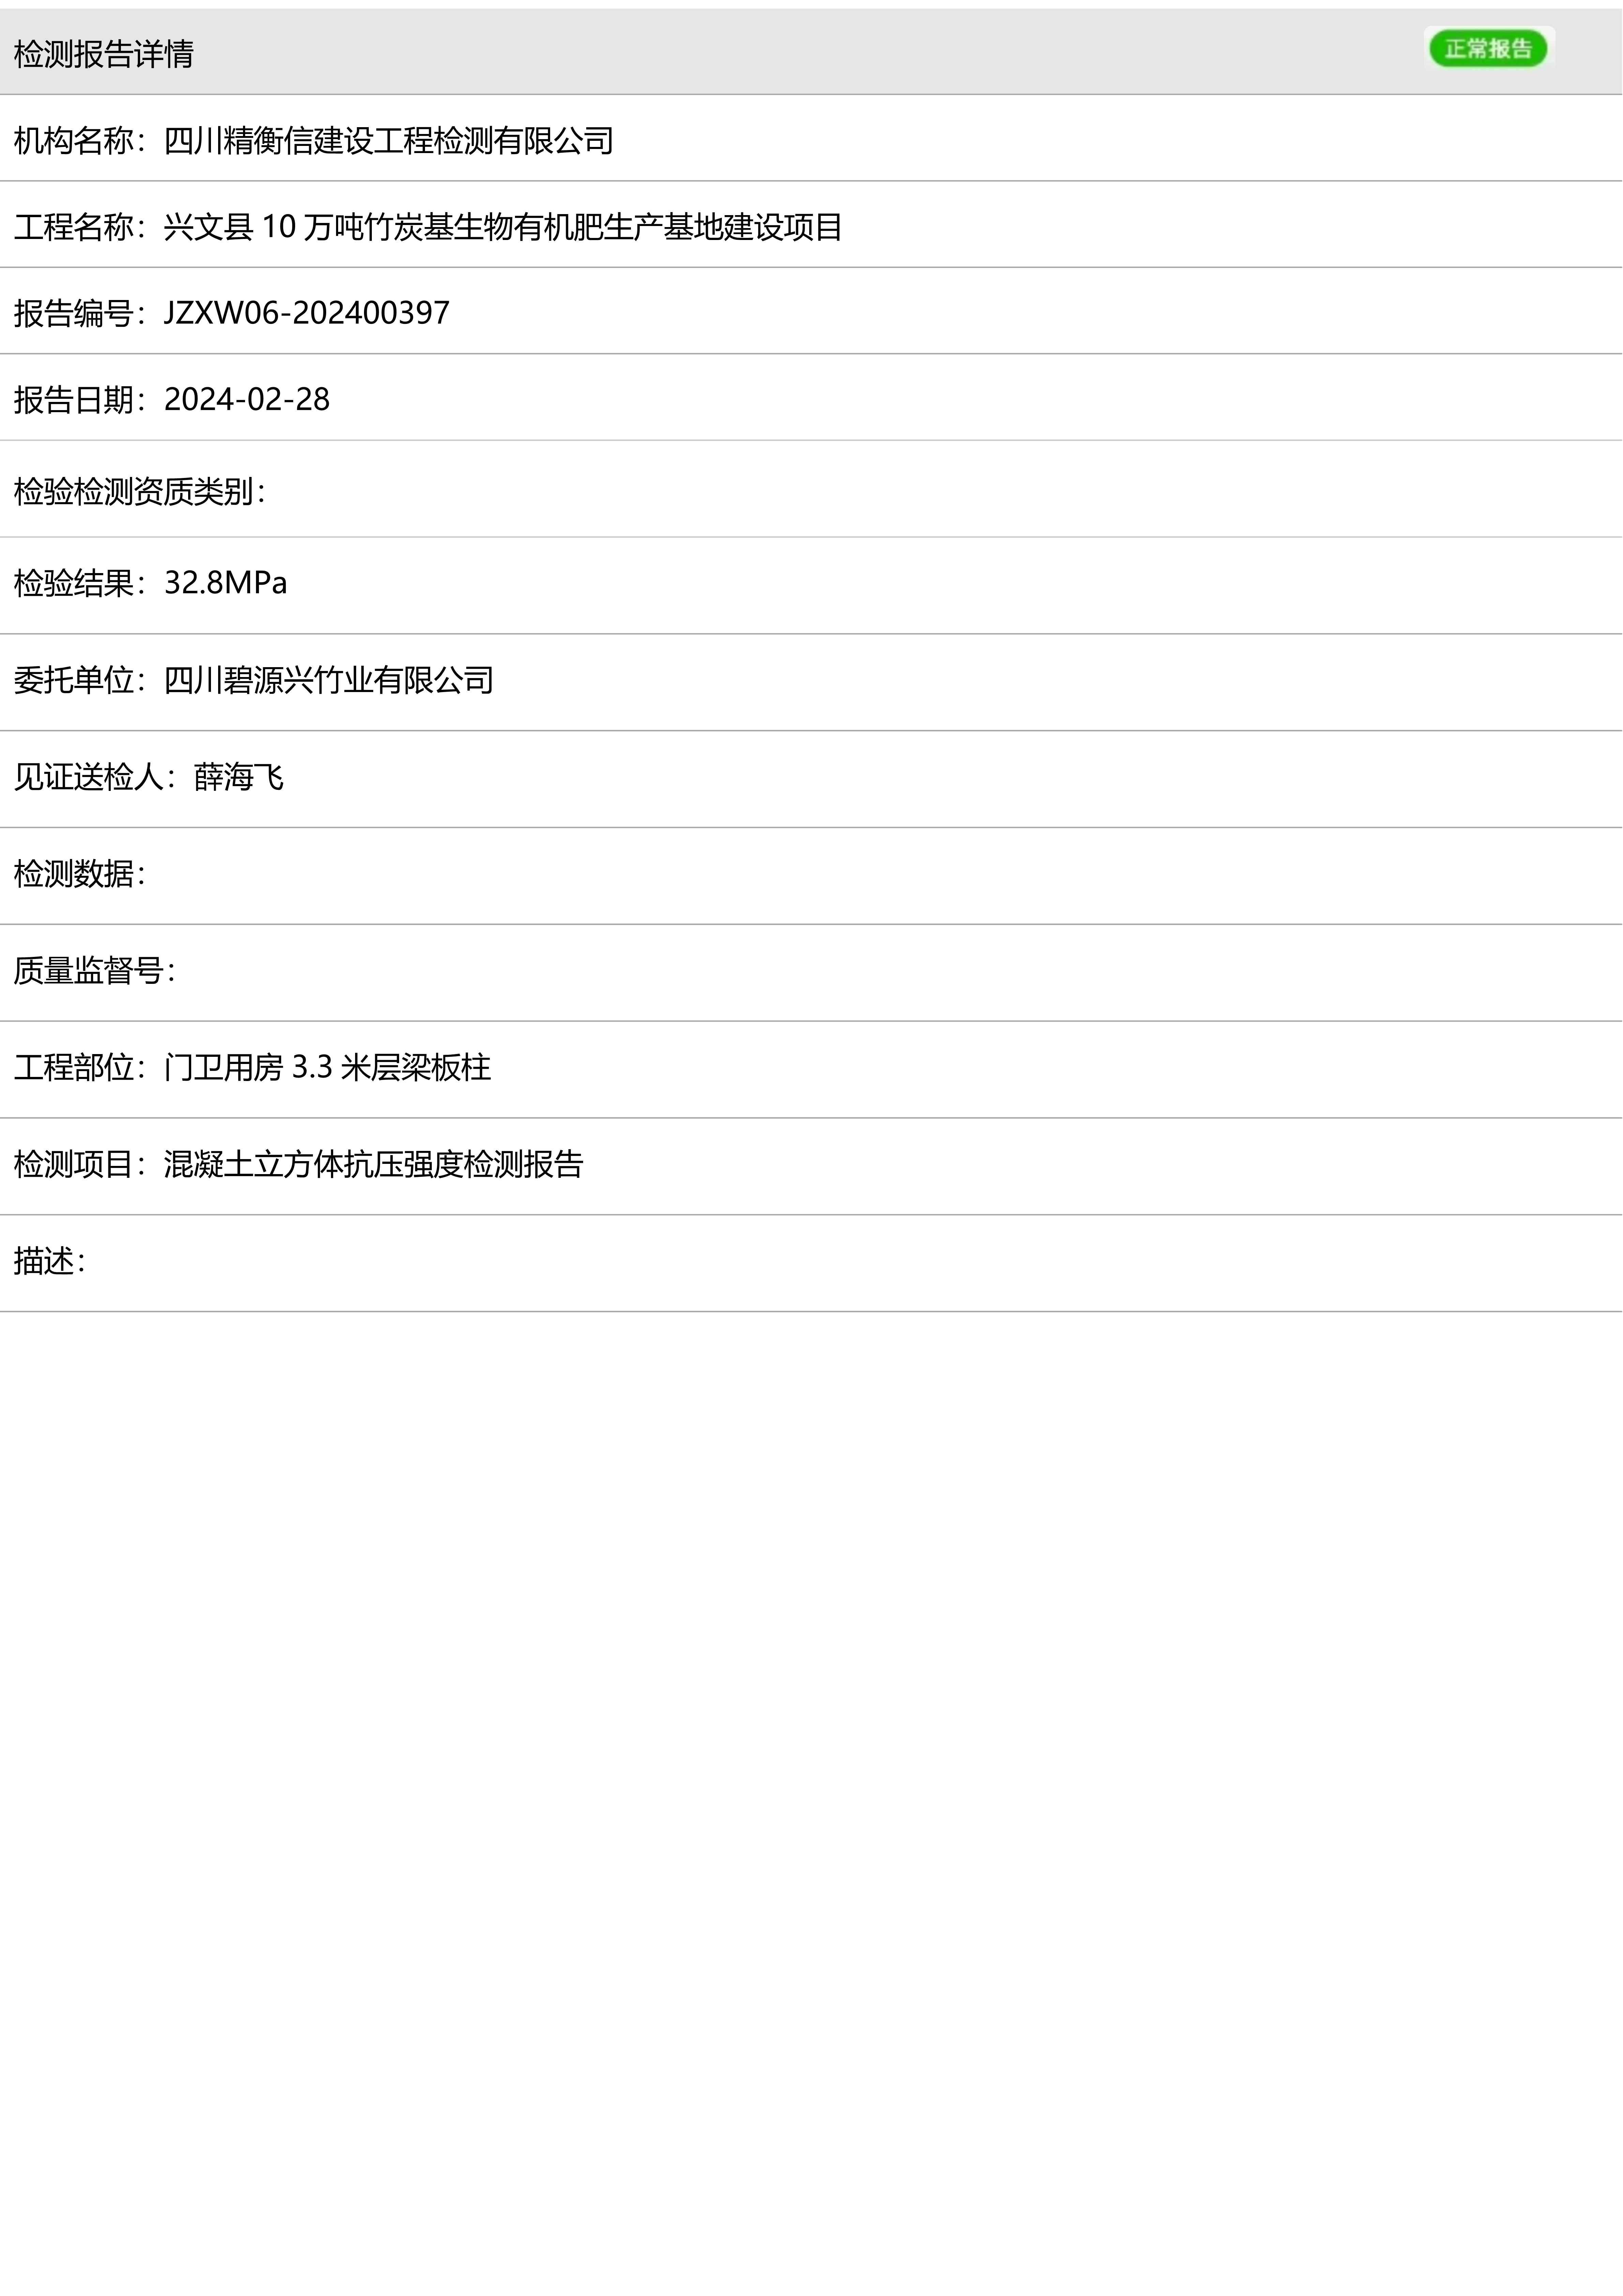 检测报告详情
正常报告
机构名称：四川精衡信建设工程检测有限公司
工程名称：兴文县 10 万吨竹炭基生物有机肥生产基地建设项目
报告编号：JZXW06-202400397
报告日期：2024-02-28
检验检测资质类别：
检验结果：32.8MPa
委托单位：四川碧源兴竹业有限公司
见证送检人：薛海飞
检测数据：
质量监督号：
工程部位：门卫用房 3.3 米层梁板柱
检测项目：混凝土立方体抗压强度检测报告
描述：